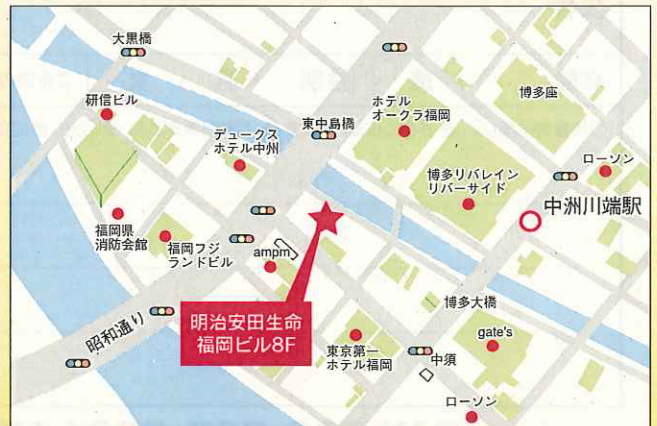 大黒橋
研信ビル
デュークス
ホテル中州
東中島橋
ホテル
オークラ福岡
博多座
博多リバレイン
リバーサイド
ローソン
中洲川端駅
福岡県
消防会館
福岡フジ
ランドビル
ampm
昭和通り
明治安田生命
福岡ビル8F
博多大橋
東京第一
ホテル福岡
中須
gate's
ローソン